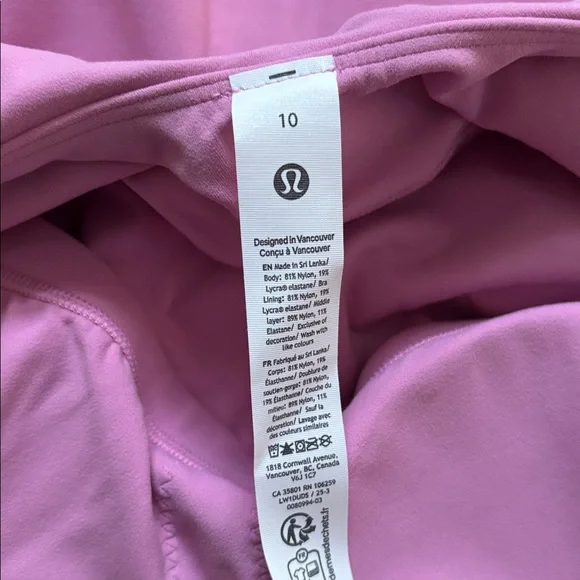 10
Designed in Vancouver
Conçu à Vancouver
EN Made in Sri Lanka/
Body: 81% Nylon, 19%
Lycra® elastane/ Bra
Lining: 81% Nylon, 19%
Lycra® elastane/ Middle
layer: 89% Nylon, 11%
Elastane/ Exclusive of
decoration/ Wash with
like colours
FR Fabriqué au Sri Lanka/
Corps: 81% Nylon, 19%
Élasthanne/ Doublure de
soutien-gorge: 81% Nylon,
19% Élasthanne/ Couche du
milieu: 89% Nylon, 11%
Élasthanne/ Sauf la
décoration/ Lavage avec
des couleurs similaires
1818 Cornwall Avenue,
Vancouver, BC, Canada
V6J 1C7
CA 35801 RN 106259
LW1DUDS / 25-3
0080994-03
FR
bemesdechets.fr/